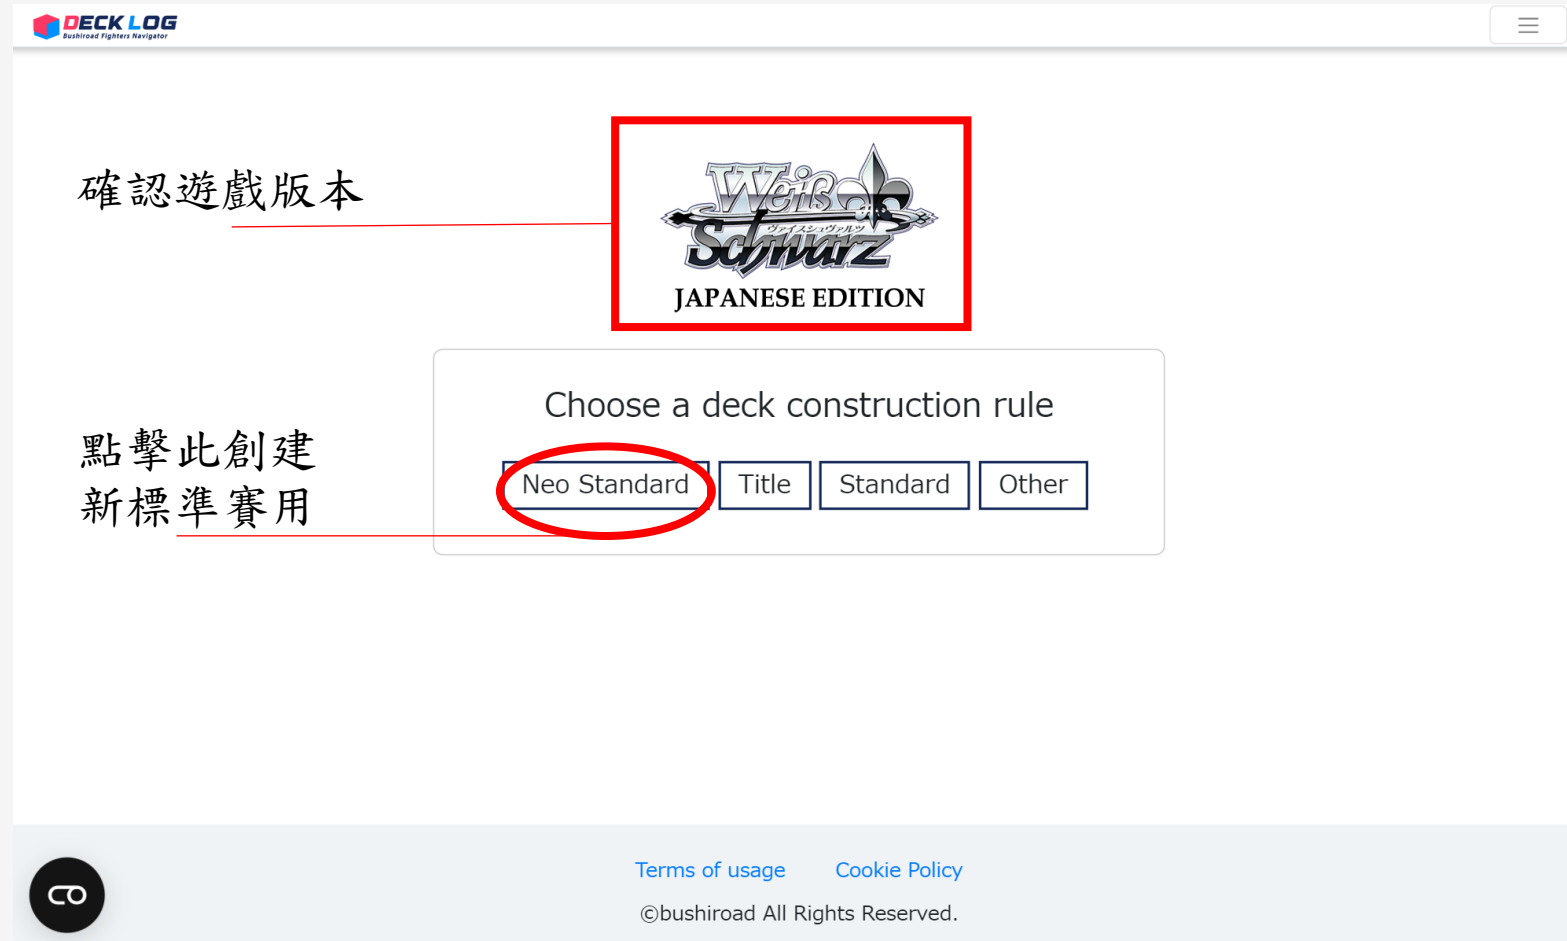 DECK LOG
Bushiroad Fighters Navigator
確認遊戲版本
Weiß
ヴァイスシュヴァルツ
Schwarz
JAPANESE EDITION
Choose a deck construction rule
點擊此創建
新標準賽用
Neo Standard Title Standard Other
Terms of usage Cookie Policy
©bushiroad All Rights Reserved.